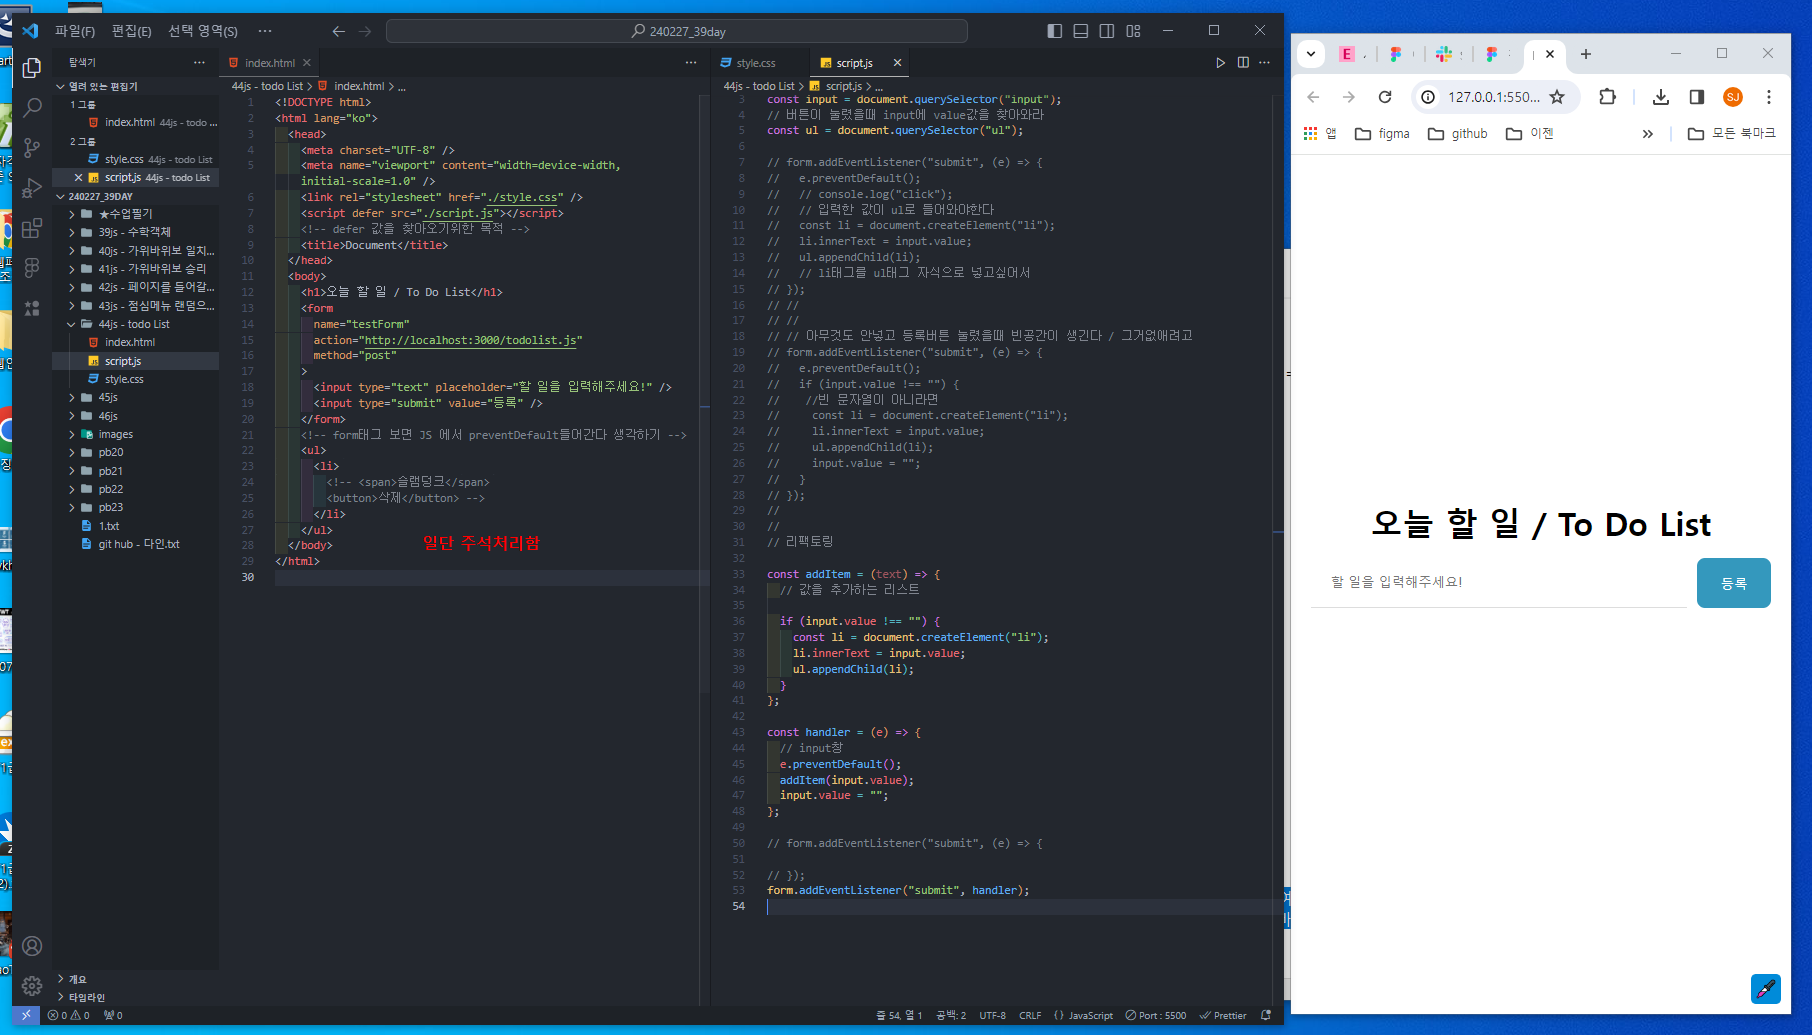 파일(F) 편집(E) 선택 영역(S) ··· 240227_39day
탐색기
열려 있는 편집기
1 그룹
index.html 44js - todo ...
2 그룹
style.css 44js - todo List
script.js 44js - todo List
240227_39DAY
★수업필기
39js - 수학객체
40js - 가위바위보 일치...
41js - 가위바위보 승리
42js - 페이지를 들어갈...
43js - 점심메뉴 랜덤으...
44js - todo List
index.html
script.js
style.css
45js
46js
images
pb20
pb21
pb22
pb23
1.txt
git hub - 다인.txt
개요
타임라인
index.html
44js - todo List > index.html > ...
1 <!DOCTYPE html>
2 <html lang="ko">
3 <head>
4 <meta charset="UTF-8" />
5 <meta name="viewport" content="width=device-width,
initial-scale=1.0" />
6 <link rel="stylesheet" href="./style.css" />
7 <script defer src="./script.js"></script>
8 <!-- defer 값을 찾아오기위한 목적 -->
9 <title>Document</title>
10 </head>
11 <body>
12 <h1>오늘 할 일 / To Do List</h1>
13 <form
14 name="testForm"
15 action="http://localhost:3000/todolist.js"
16 method="post"
17 >
18 <input type="text" placeholder="할 일을 입력해주세요!" />
19 <input type="submit" value="등록" />
20 </form>
21 <!-- form태그 보면 JS 에서 preventDefault들어간다 생각하기 -->
22 <ul>
23 <li>
24 <!-- <span>슬램덩크</span>
25 <button>삭제</button> -->
26 </li>
27 </ul>
28 </body>
일단 주석처리함
29 </html>
30
style.css script.js
44js - todo List > script.js > ...
3 const input = document.querySelector("input");
4 // 버튼이 눌렸을때 input에 value값을 찾아와라
5 const ul = document.querySelector("ul");
6
7 // form.addEventListener("submit", (e) => {
8 // e.preventDefault();
9 // // console.log("click");
10 // // 입력한 값이 ul로 들어와야한다
11 // const li = document.createElement("li");
12 // li.innerText = input.value;
13 // ul.appendChild(li);
14 // // li태그를 ul태그 자식으로 넣고싶어서
15 // });
16 // //
17 // //
18 // // 아무것도 안넣고 등록버튼 눌렸을때 빈공간이 생긴다 / 그거없애려고
19 // form.addEventListener("submit", (e) => {
20 // e.preventDefault();
21 // if (input.value !== "") {
22 // //빈 문자열이 아니라면
23 // const li = document.createElement("li");
24 // li.innerText = input.value;
25 // ul.appendChild(li);
26 // input.value = "";
27 // }
28 // });
29 //
30 //
31 // 리팩토링
32
33 const addItem = (text) => {
34 // 값을 추가하는 리스트
35
36 if (input.value !== "") {
37 const li = document.createElement("li");
38 li.innerText = input.value;
39 ul.appendChild(li);
40 }
41 };
42
43 const handler = (e) => {
44 // input창
45 e.preventDefault();
46 addItem(input.value);
47 input.value = "";
48 };
49
50 // form.addEventListener("submit", (e) => {
51
52 // });
53 form.addEventListener("submit", handler);
54
0 0 0 줄 54, 열 1 공백: 2 UTF-8 CRLF {} JavaScript Port : 5500 Prettier
127.0.0.1:550... SJ
앱 figma github 이젠 » 모든 북마크
오늘 할 일 / To Do List
할 일을 입력해주세요! 등록